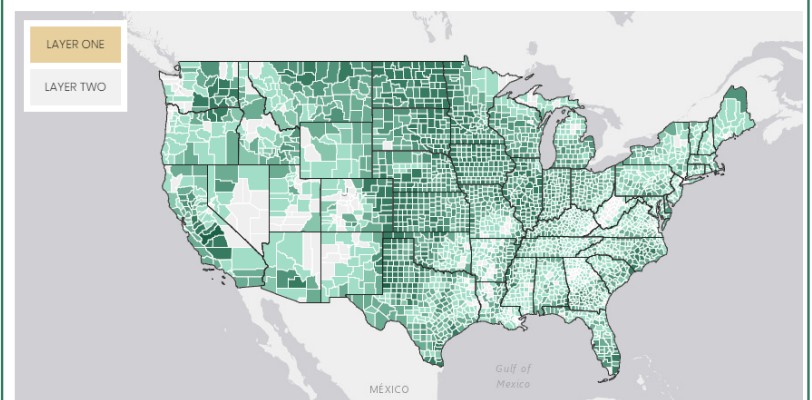 LAYER ONE
LAYER TWO
MÉXICO
Gulf of
Mexico